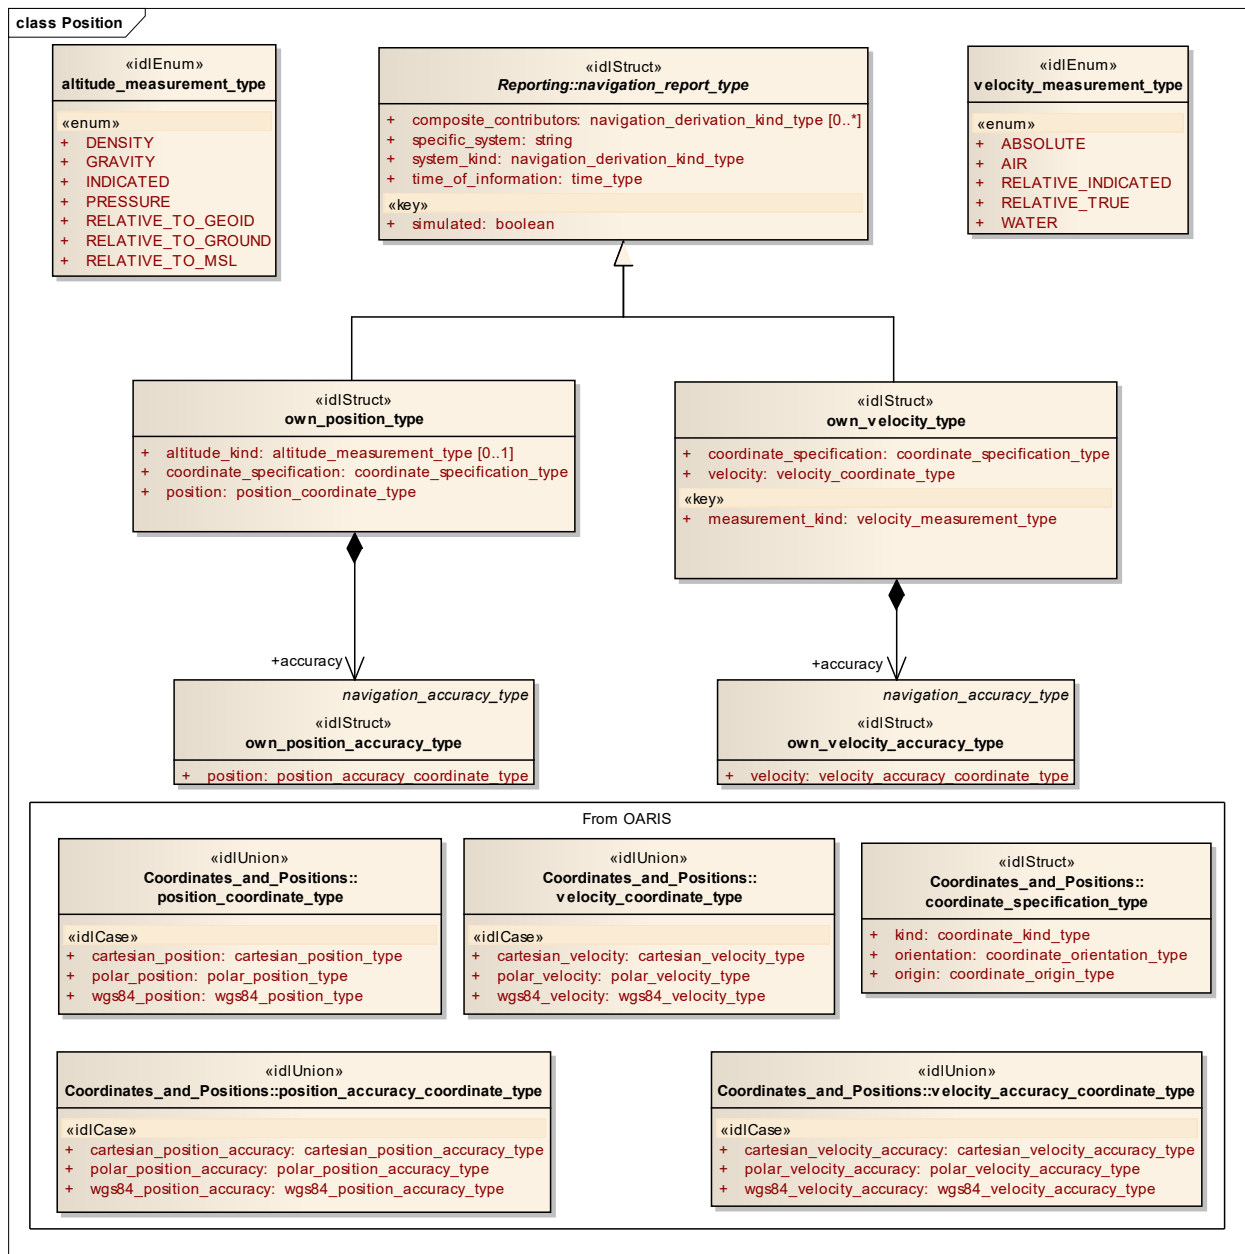 class Position
«idlEnum»
altitude_measurement_type
«enum»
+ DENSITY
+ GRAVITY
+ INDICATED
+ PRESSURE
+ RELATIVE_TO_GEOID
+ RELATIVE_TO_GROUND
+ RELATIVE_TO_MSL
«idlStruct»
Reporting::navigation_report_type
+ composite_contributors: navigation_derivation_kind_type [0..*]
+ specific_system: string
+ system_kind: navigation_derivation_kind_type
+ time_of_information: time_type
«key»
+ simulated: boolean
«idlEnum»
velocity_measurement_type
«enum»
+ ABSOLUTE
+ AIR
+ RELATIVE_INDICATED
+ RELATIVE_TRUE
+ WATER
«idlStruct»
own_position_type
+ altitude_kind: altitude_measurement_type [0..1]
+ coordinate_specification: coordinate_specification_type
+ position: position_coordinate_type
«idlStruct»
own_velocity_type
+ coordinate_specification: coordinate_specification_type
+ velocity: velocity_coordinate_type
«key»
+ measurement_kind: velocity_measurement_type
+accuracy
navigation_accuracy_type
«idlStruct»
own_position_accuracy_type
+ position: position_accuracy_coordinate_type
+accuracy
navigation_accuracy_type
«idlStruct»
own_velocity_accuracy_type
+ velocity: velocity_accuracy_coordinate_type
From OARIS
«idlUnion»
Coordinates_and_Positions::
position_coordinate_type
«idlCase»
+ cartesian_position: cartesian_position_type
+ polar_position: polar_position_type
+ wgs84_position: wgs84_position_type
«idlUnion»
Coordinates_and_Positions::
velocity_coordinate_type
«idlCase»
+ cartesian_velocity: cartesian_velocity_type
+ polar_velocity: polar_velocity_type
+ wgs84_velocity: wgs84_velocity_type
«idlStruct»
Coordinates_and_Positions::
coordinate_specification_type
+ kind: coordinate_kind_type
+ orientation: coordinate_orientation_type
+ origin: coordinate_origin_type
«idlUnion»
Coordinates_and_Positions::position_accuracy_coordinate_type
«idlCase»
+ cartesian_position_accuracy: cartesian_position_accuracy_type
+ polar_position_accuracy: polar_position_accuracy_type
+ wgs84_position_accuracy: wgs84_position_accuracy_type
«idlUnion»
Coordinates_and_Positions::velocity_accuracy_coordinate_type
«idlCase»
+ cartesian_velocity_accuracy: cartesian_velocity_accuracy_type
+ polar_velocity_accuracy: polar_velocity_accuracy_type
+ wgs84_velocity_accuracy: wgs84_velocity_accuracy_type